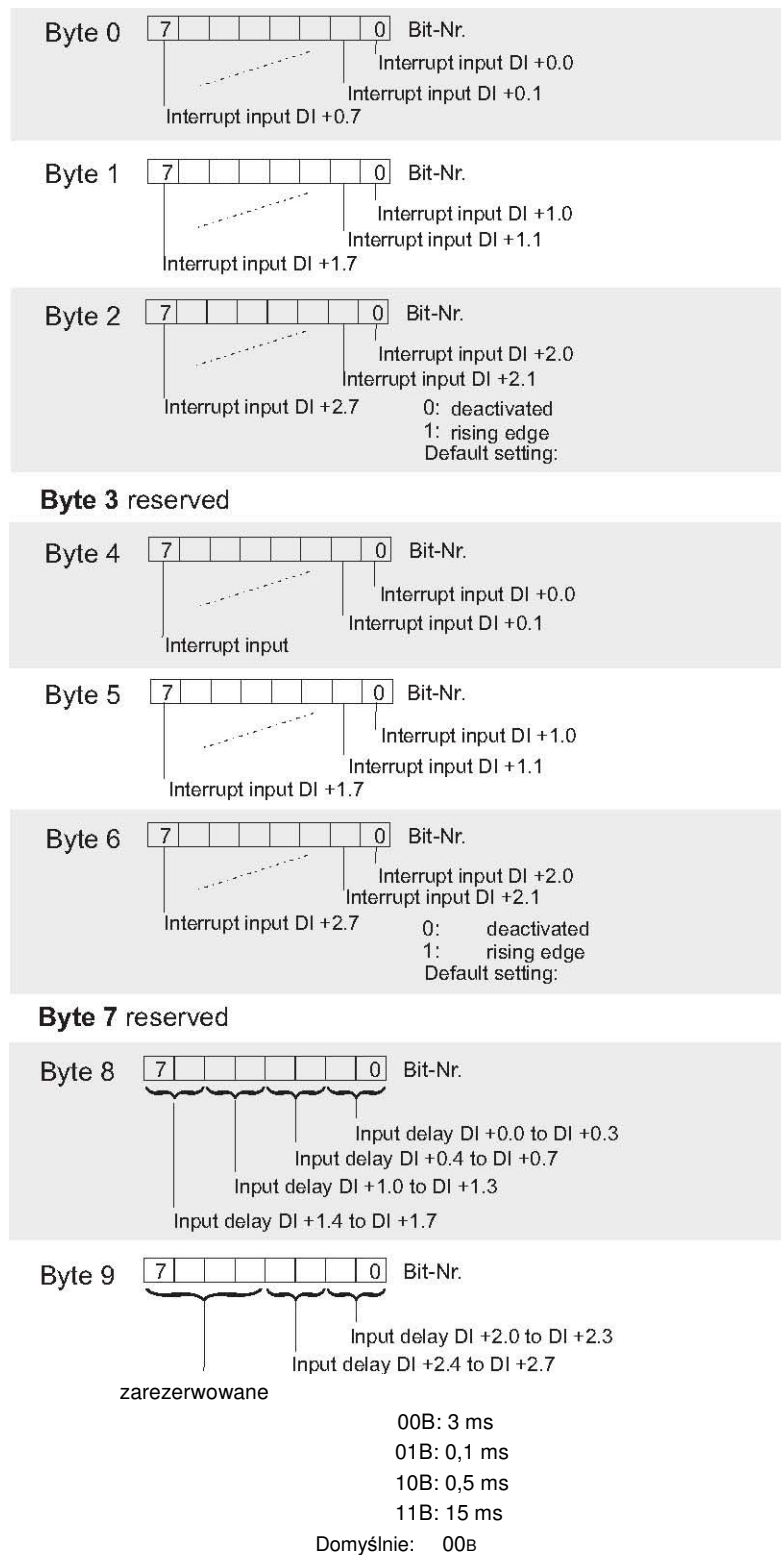 Byte 0 7 0 Bit-Nr.
Interrupt input DI +0.0
Interrupt input DI +0.1
Interrupt input DI +0.7
Byte 1 7 0 Bit-Nr.
Interrupt input DI +1.0
Interrupt input DI +1.1
Interrupt input DI +1.7
Byte 2 7 0 Bit-Nr.
Interrupt input DI +2.0
Interrupt input DI +2.1
Interrupt input DI +2.7
0: deactivated
1: rising edge
Default setting:
Byte 3 reserved
Byte 4 7 0 Bit-Nr.
Interrupt input DI +0.0
Interrupt input DI +0.1
Interrupt input
Byte 5 7 0 Bit-Nr.
Interrupt input DI +1.0
Interrupt input DI +1.1
Interrupt input DI +1.7
Byte 6 7 0 Bit-Nr.
Interrupt input DI +2.0
Interrupt input DI +2.1
Interrupt input DI +2.7
0: deactivated
1: rising edge
Default setting:
Byte 7 reserved
Byte 8 7 0 Bit-Nr.
Input delay DI +0.0 to DI +0.3
Input delay DI +0.4 to DI +0.7
Input delay DI +1.0 to DI +1.3
Input delay DI +1.4 to DI +1.7
Byte 9 7 0 Bit-Nr.
Input delay DI +2.0 to DI +2.3
Input delay DI +2.4 to DI +2.7
zarezerwowane
00B: 3 ms
01B: 0,1 ms
10B: 0,5 ms
11B: 15 ms
Domyślnie: 00B